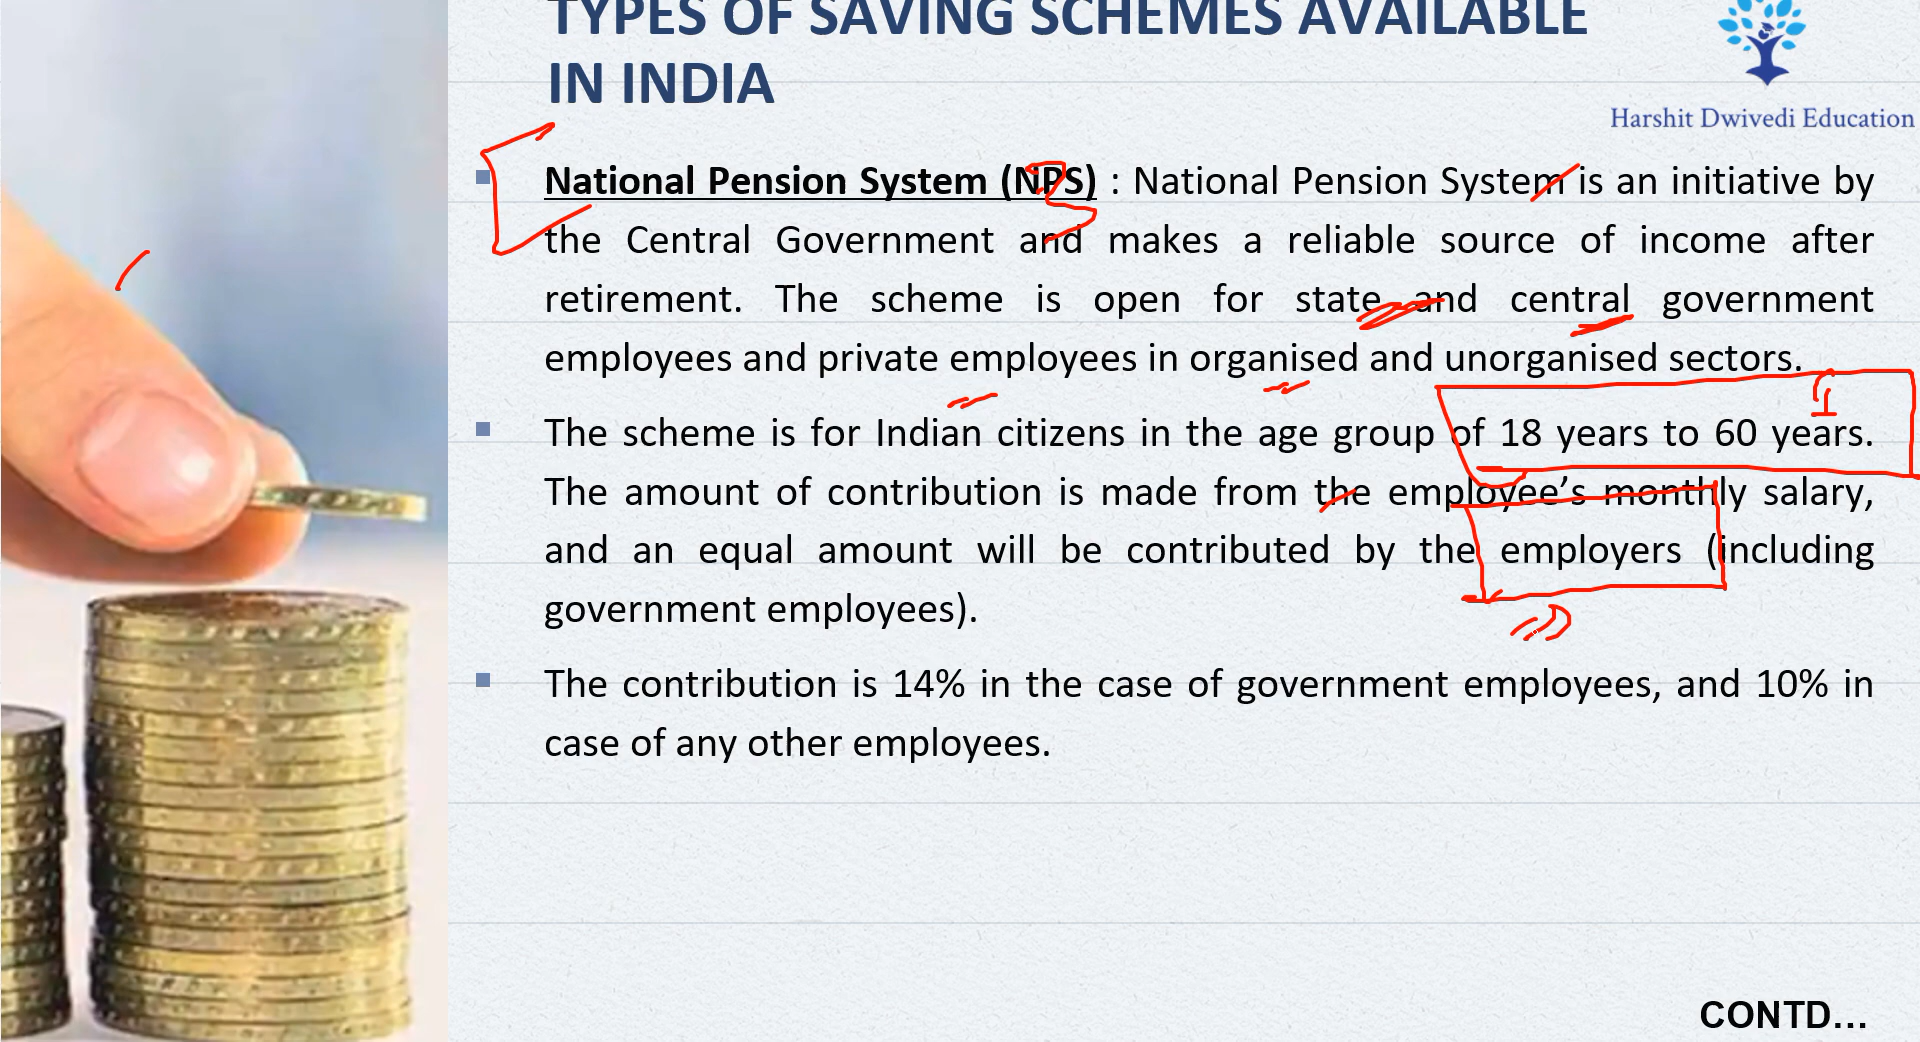 TYPES OF SAVING SCHEMES AVAILABLE
IN INDIA
Harshit Dwivedi Education
National Pension System (NPS) : National Pension System is an initiative by
the Central Government and makes a reliable source of income after
retirement. The scheme is open for state and central government
employees and private employees in organised and unorganised sectors.
The scheme is for Indian citizens in the age group of 18 years to 60 years.
The amount of contribution is made from the employee’s monthly salary,
and an equal amount will be contributed by the employers (including
government employees).
The contribution is 14% in the case of government employees, and 10% in
case of any other employees.
CONTD...